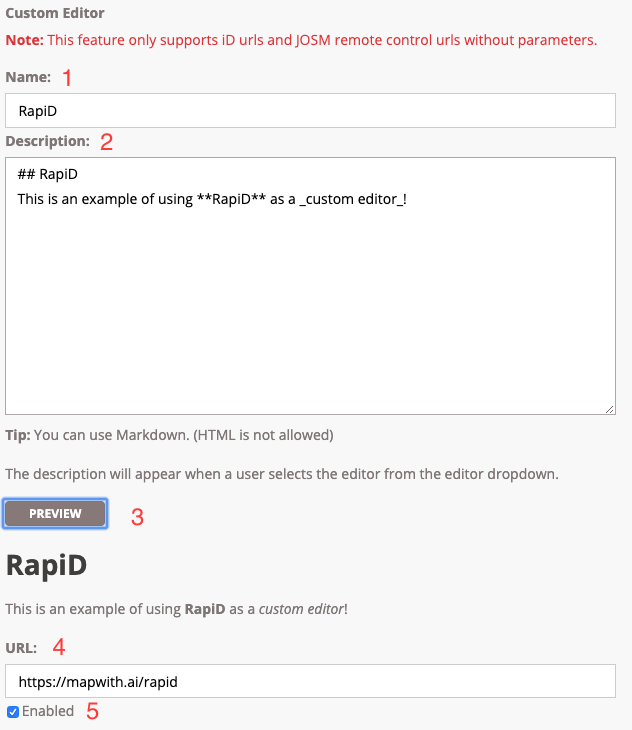 Custom Editor
Note: This feature only supports iD urls and JOSM remote control urls without parameters.
Name: 1
RapiD
Description: 2
## RapiD
This is an example of using **RapiD** as a _custom editor_!
Tip: You can use Markdown. (HTML is not allowed)
The description will appear when a user selects the editor from the editor dropdown.
PREVIEW 3
RapiD
This is an example of using RapiD as a custom editor!
URL: 4
https://mapwith.ai/rapid
Enabled 5